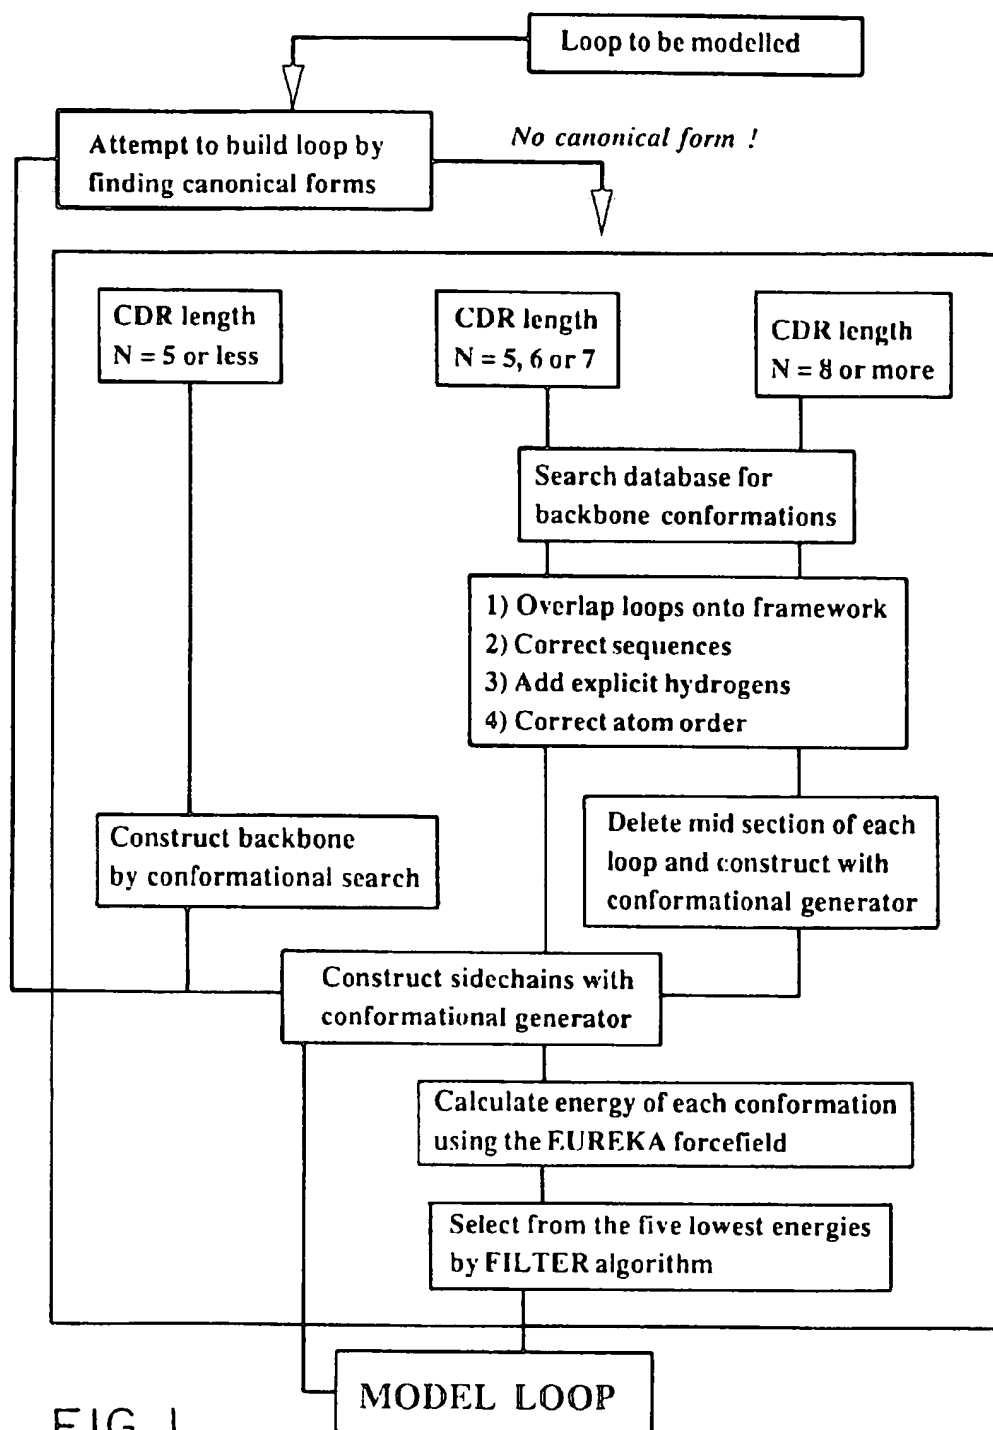 Loop to be modelled
Attempt to build loop by
finding canonical forms
No canonical form !
CDR length
N = 5 or less
CDR length
N = 5, 6 or 7
CDR length
N = 8 or more
Search database for
backbone conformations
1) Overlap loops onto framework
2) Correct sequences
3) Add explicit hydrogens
4) Correct atom order
Construct backbone
by conformational search
Delete mid section of each
loop and construct with
conformational generator
Construct sidechains with
conformational generator
Calculate energy of each conformation
using the EUREKA forcefield
Select from the five lowest energies
by FILTER algorithm
MODEL LOOP
FIG. 1